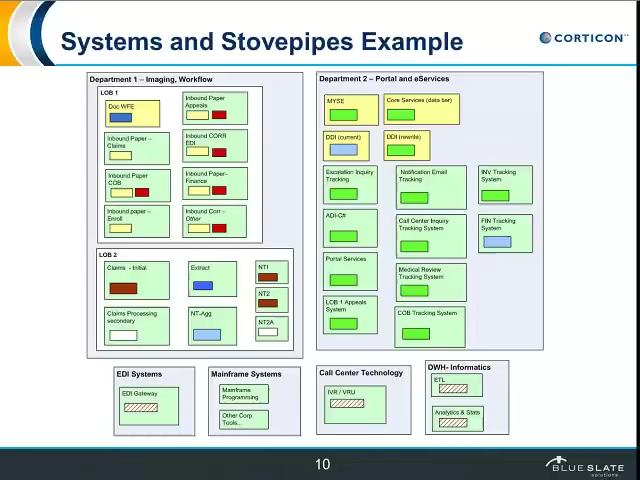 Systems and Stovepipes Example
CORTICON
Department 1 – Imaging, Workflow
LOB 1
Doc WFE
Inbound Paper
Appeals
Inbound Paper –
Claims
Inbound CORR
EDI
Inbound Paper
COB
Inbound Paper–
Finance
Inbound paper –
Enroll
Inbound Corr –
Other
LOB 2
Claims - Initial
Extract
NT1
NT2
Claims Processing
secondary
NT-Agg
NT2A
Department 2 – Portal and eServices
MYSE
Core Services (data tier)
DDI (current)
DDI (rewrite)
Escalation Inquiry
Tracking
Notification Email
Tracking
INV Tracking
System
ADI-C#
Call Center Inquiry
Tracking System
FIN Tracking
System
Portal Services
Medical Review
Tracking System
LOB 1 Appeals
System
COB Tracking System
EDI Systems
EDI Gateway
Mainframe Systems
Mainframe
Programming
Other Corp
Tools...
Call Center Technology
IVR / VRU
DWH- Informatics
ETL
Analytics & Stats
10
BLUE SLATE
solutions